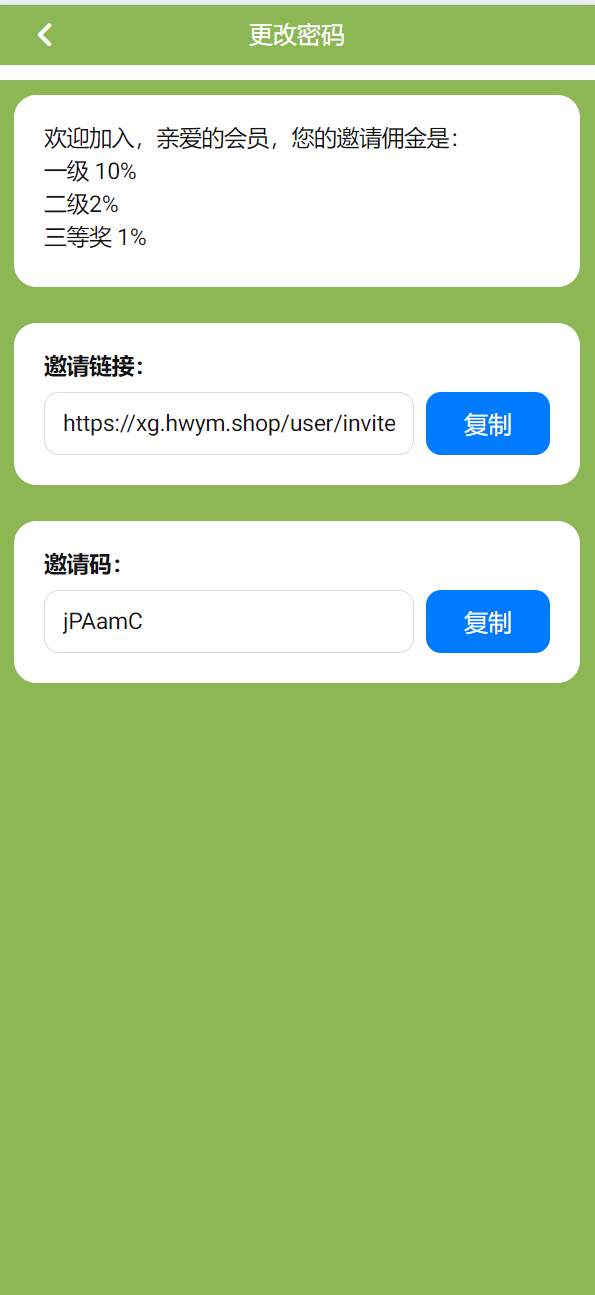 更改密码
欢迎加入，亲爱的会员，您的邀请佣金是：
一级 10%
二级2%
三等奖 1%
邀请链接：
https://xg.hwym.shop/user/invite
复制
邀请码：
jPAamC
复制